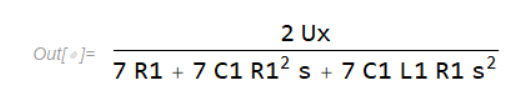 2 Ux
Out[•]= 7 R1 + 7 C1 R1² s + 7 C1 L1 R1 s²